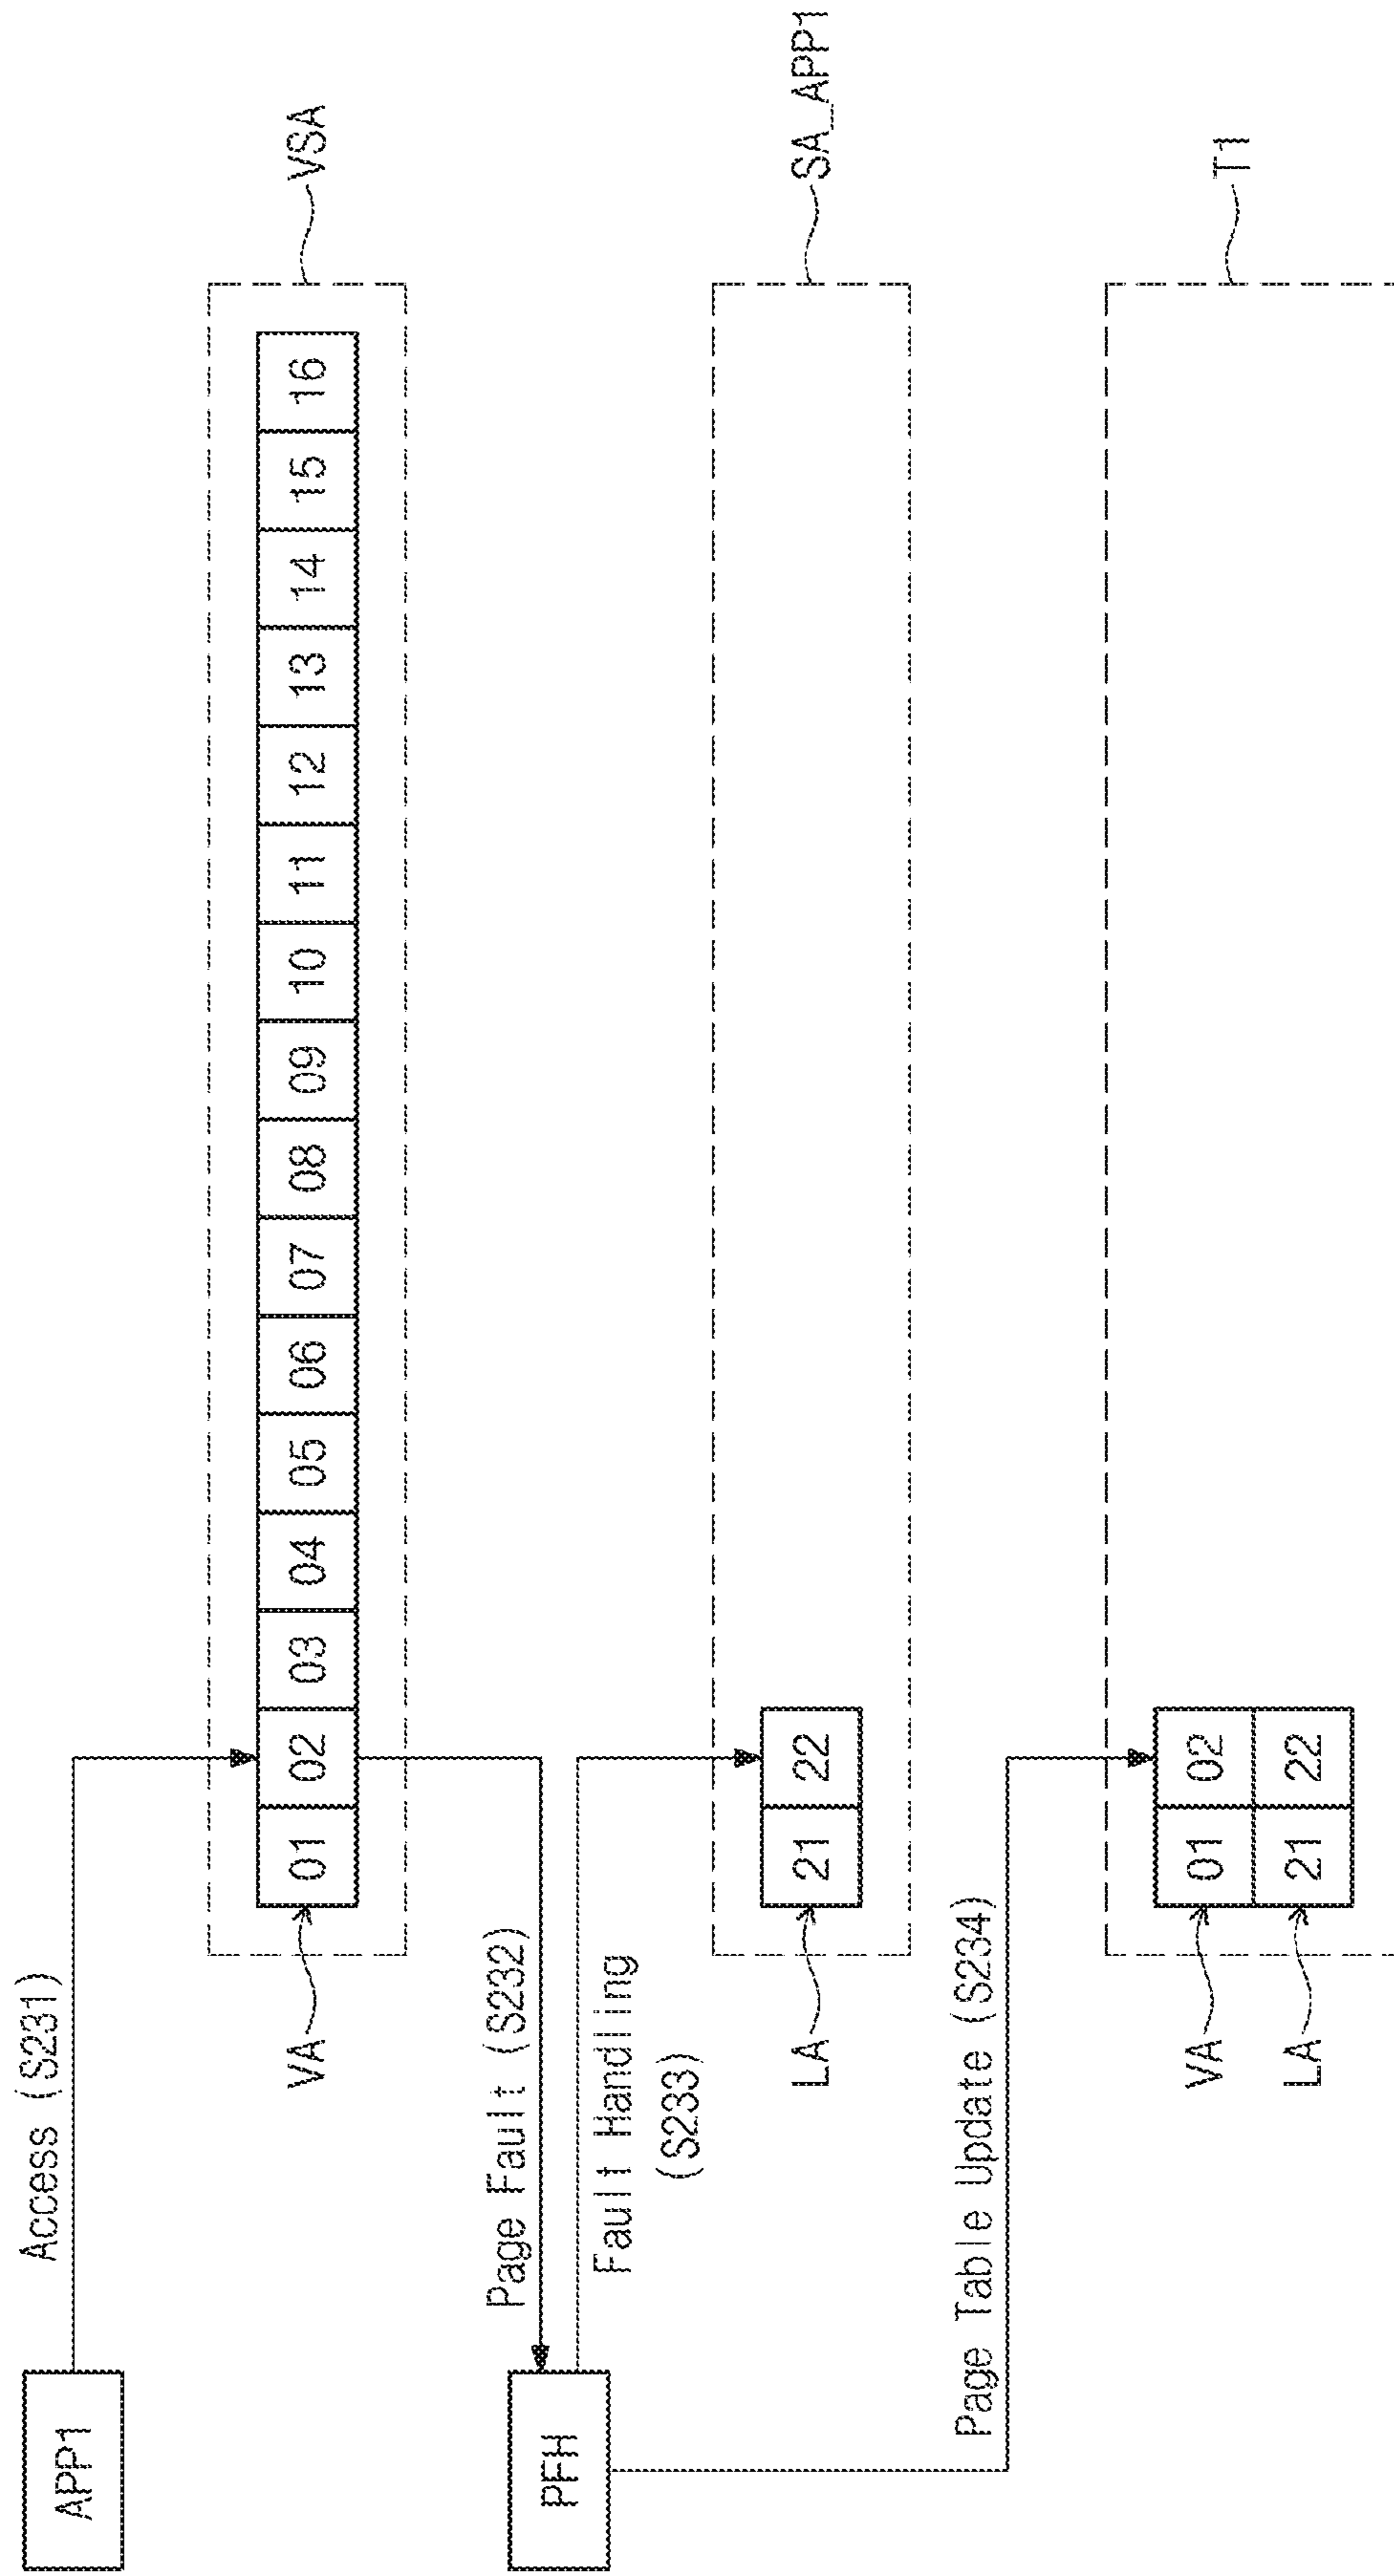 APP1
Access (S231)
VA
01 02 03 04 05 06 07 08 09 10 11 12 13 14 15 16
VSA
Page Fault (S232)
PFH
Fault Handling
(S233)
LA
21 22
SA_APP1
Page Table Update (S234)
VA
01 02
LA
21 22
T1